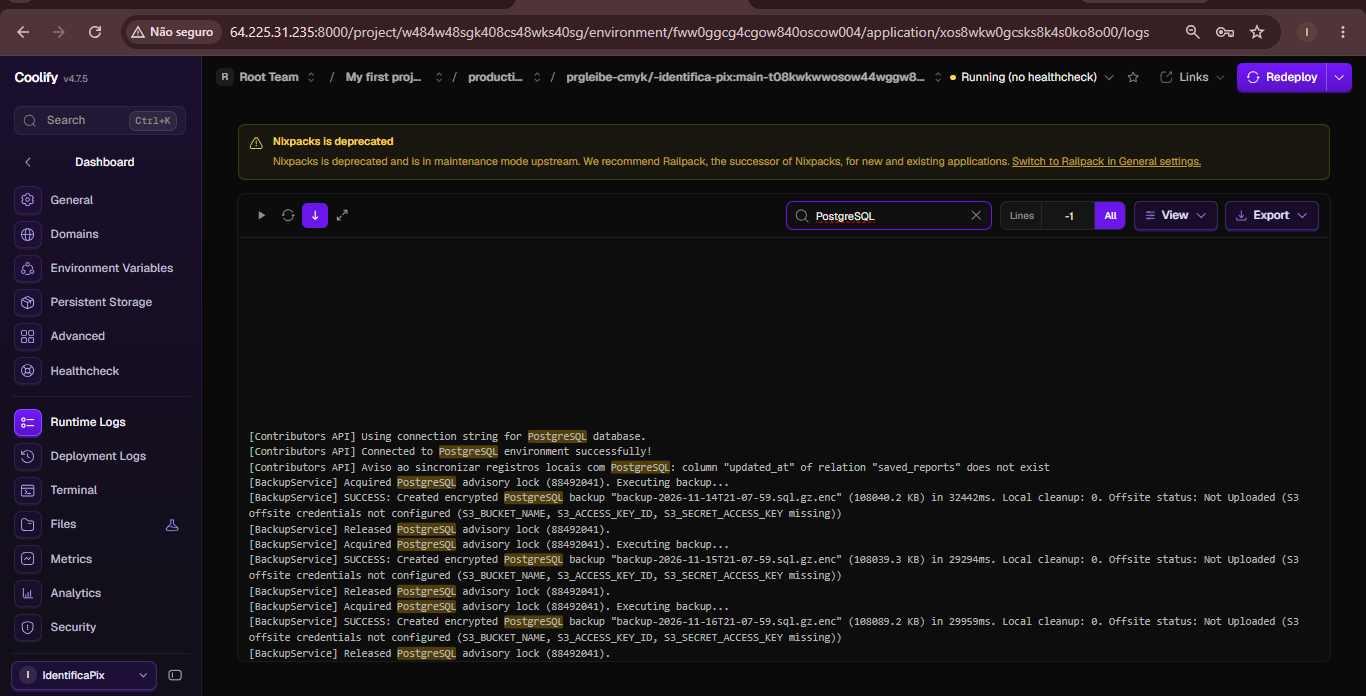 Não seguro
64.225.31.235:8000/project/w484w48sgk408cs48wks40sg/environment/fww0ggcg4cgow840oscow004/application/xos8wkw0gcsks8k4s0ko8o00/logs
I
Coolify v4.7.5
R Root Team / My first proj... / producti... / prgleibe-cmyk/-identifica-pix:main-t08kwkwwosow44wggw8... Running (no healthcheck) Links Redeploy
Search Ctrl+K
Dashboard
General
Domains
Environment Variables
Persistent Storage
Advanced
Healthcheck
Runtime Logs
Deployment Logs
Terminal
Files
Metrics
Analytics
Security
I IdentificaPix
Nixpacks is deprecated
Nixpacks is deprecated and is in maintenance mode upstream. We recommend Railpack, the successor of Nixpacks, for new and existing applications. Switch to Railpack in General settings.
PostgreSQL Lines -1 All View Export
[Contributors API] Using connection string for PostgreSQL database.
[Contributors API] Connected to PostgreSQL environment successfully!
[Contributors API] Aviso ao sincronizar registros locais com PostgreSQL: column "updated_at" of relation "saved_reports" does not exist
[BackupService] Acquired PostgreSQL advisory lock (88492041). Executing backup...
[BackupService] SUCCESS: Created encrypted PostgreSQL backup "backup-2026-11-14T21-07-59.sql.gz.enc" (108040.2 KB) in 32442ms. Local cleanup: 0. Offsite status: Not Uploaded (S3
offsite credentials not configured (S3_BUCKET_NAME, S3_ACCESS_KEY_ID, S3_SECRET_ACCESS_KEY missing))
[BackupService] Released PostgreSQL advisory lock (88492041).
[BackupService] Acquired PostgreSQL advisory lock (88492041). Executing backup...
[BackupService] SUCCESS: Created encrypted PostgreSQL backup "backup-2026-11-15T21-07-59.sql.gz.enc" (108039.3 KB) in 29294ms. Local cleanup: 0. Offsite status: Not Uploaded (S3
offsite credentials not configured (S3_BUCKET_NAME, S3_ACCESS_KEY_ID, S3_SECRET_ACCESS_KEY missing))
[BackupService] Released PostgreSQL advisory lock (88492041).
[BackupService] Acquired PostgreSQL advisory lock (88492041). Executing backup...
[BackupService] SUCCESS: Created encrypted PostgreSQL backup "backup-2026-11-16T21-07-59.sql.gz.enc" (108089.2 KB) in 29959ms. Local cleanup: 0. Offsite status: Not Uploaded (S3
offsite credentials not configured (S3_BUCKET_NAME, S3_ACCESS_KEY_ID, S3_SECRET_ACCESS_KEY missing))
[BackupService] Released PostgreSQL advisory lock (88492041).